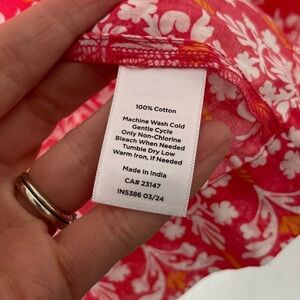 100% Cotton
Machine Wash Cold
Gentle Cycle
Only Non-Chlorine
Bleach When Needed
Tumble Dry Low
Warm Iron, If Needed
Made In India
CA# 23147
IN5386 03/24